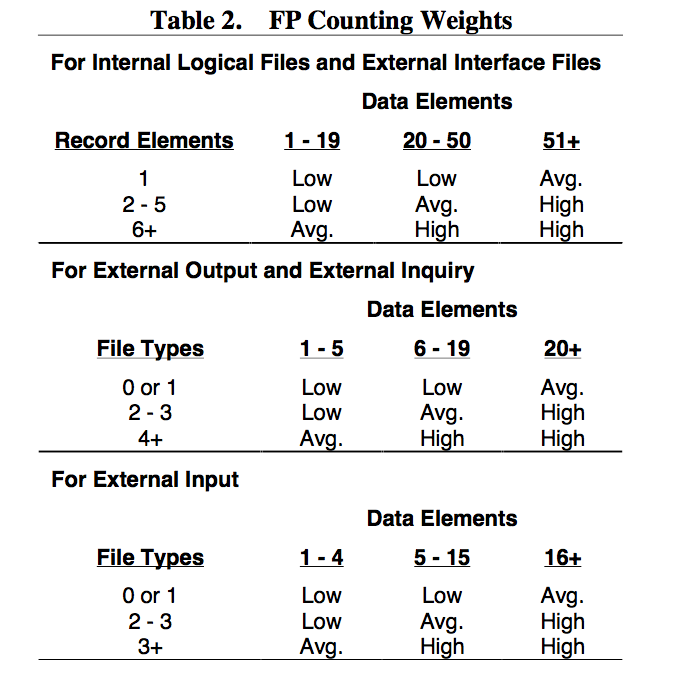 Table 2. FP Counting Weights
For Internal Logical Files and External Interface Files
Data Elements
Record Elements 1 - 19 20 - 50 51+
1 Low Low Avg.
2 - 5 Low Avg. High
6+ Avg. High High
For External Output and External Inquiry
Data Elements
File Types 1 - 5 6 - 19 20+
0 or 1 Low Low Avg.
2 - 3 Low Avg. High
4+ Avg. High High
For External Input
Data Elements
File Types 1 - 4 5 - 15 16+
0 or 1 Low Low Avg.
2 - 3 Low Avg. High
3+ Avg. High High